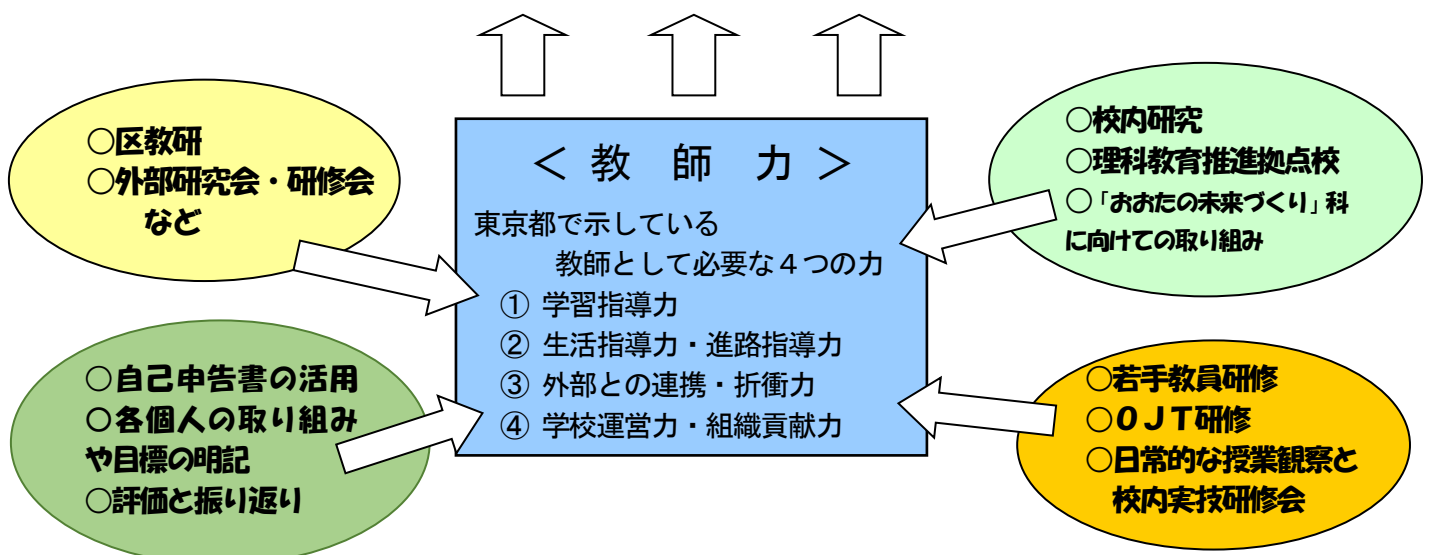 ○区教研
○外部研究会・研修会
など
＜教 師 力＞
東京都で示している
教師として必要な４つの力
① 学習指導力
② 生活指導力・進路指導力
③ 外部との連携・折衝力
④ 学校運営力・組織貢献力
○校内研究
○理科教育推進拠点校
○「おおたの未来づくり」科
に向けての取り組み
○自己申告書の活用
○各個人の取り組み
や目標の明記
○評価と振り返り
○若手教員研修
○ＯＪＴ研修
○日常的な授業観察と
校内実技研修会